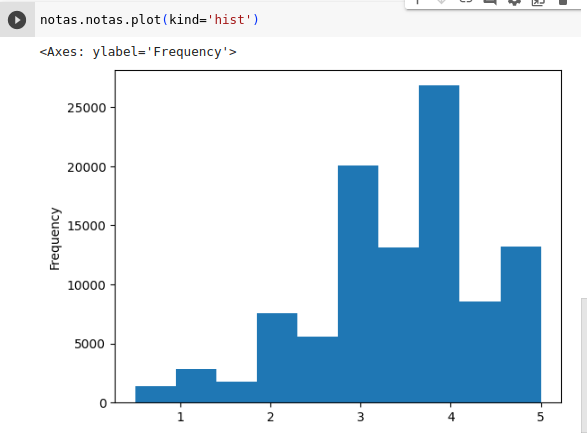 notas.notas.plot(kind='hist')
<Axes: ylabel='Frequency'>
25000
20000
15000
10000
5000
0
Frequency
1 2 3 4 5